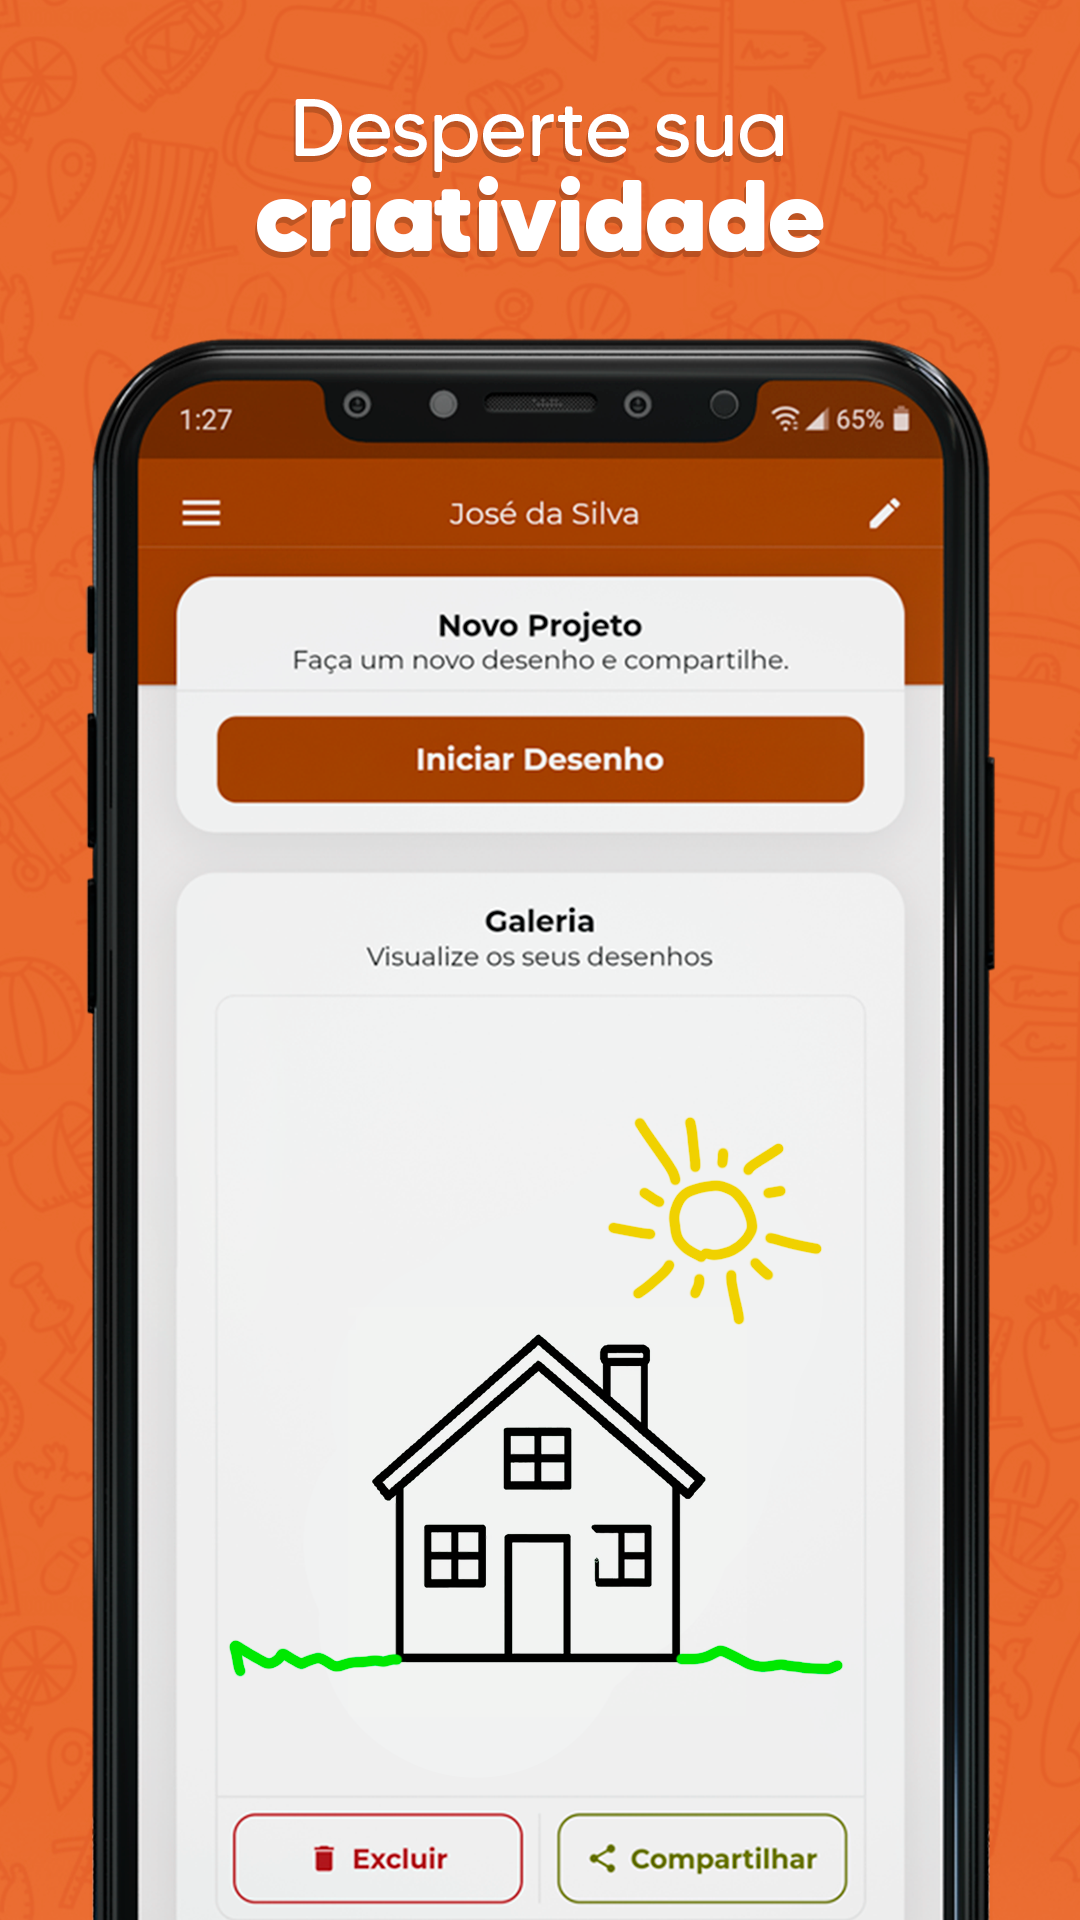 Desperte sua
criatividade
1:27
65%
José da Silva
Novo Projeto
Faça um novo desenho e compartilhe.
Iniciar Desenho
Galeria
Visualize os seus desenhos
Excluir
Compartilhar